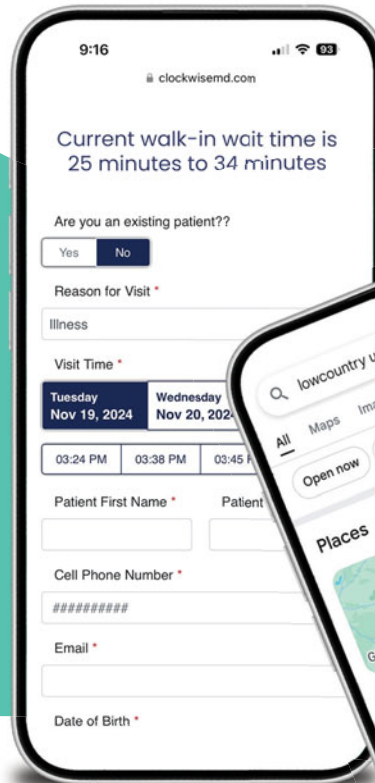 9:16
93
clockwisemd.com
Current walk-in wait time is
25 minutes to 34 minutes
Are you an existing patient??
Yes No
Reason for Visit *
Illness
Visit Time *
Tuesday
Nov 19, 2024
Wednesday
Nov 20, 2024
03:24 PM 03:38 PM 03:45 P
Patient First Name *
Patient
Cell Phone Number *
##########
Email *
Date of Birth *
lowcountry u
All Maps Ima
Open now
Places
G